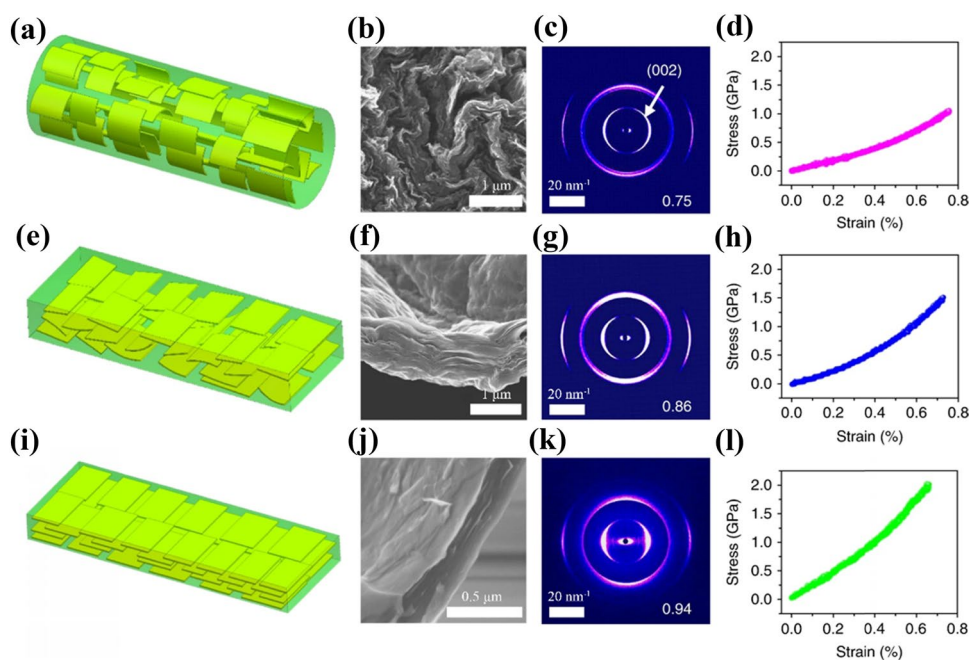 (a)
(b)
(c)
(d)
1 μm
(002)
20 nm⁻¹
0.75
Stress (GPa)
2.0
1.5
1.0
0.5
0.0
0.0 0.2 0.4 0.6 0.8
Strain (%)
(e)
(f)
(g)
(h)
1 μm
20 nm⁻¹
0.86
Stress (GPa)
2.0
1.5
1.0
0.5
0.0
0.0 0.2 0.4 0.6 0.8
Strain (%)
(i)
(j)
(k)
(l)
0.5 μm
20 nm⁻¹
0.94
Stress (GPa)
2.0
1.5
1.0
0.5
0.0
0.0 0.2 0.4 0.6 0.8
Strain (%)